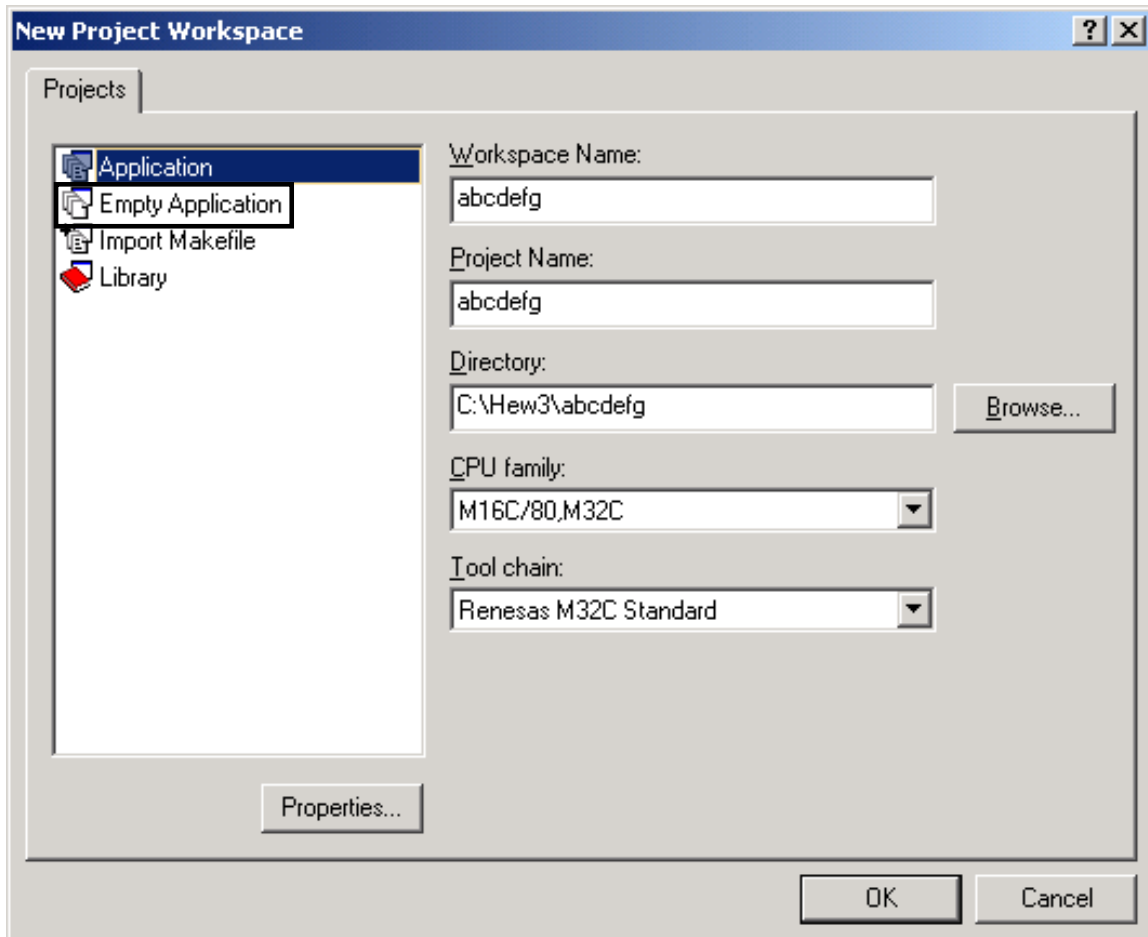 New Project Workspace
Projects
Application
Empty Application
Import Makefile
Library
Properties...
Workspace Name:
abcdefg
Project Name:
abcdefg
Directory:
C:\Hew3\abcdefg
Browse...
CPU family:
M16C/80,M32C
Tool chain:
Renesas M32C Standard
OK
Cancel